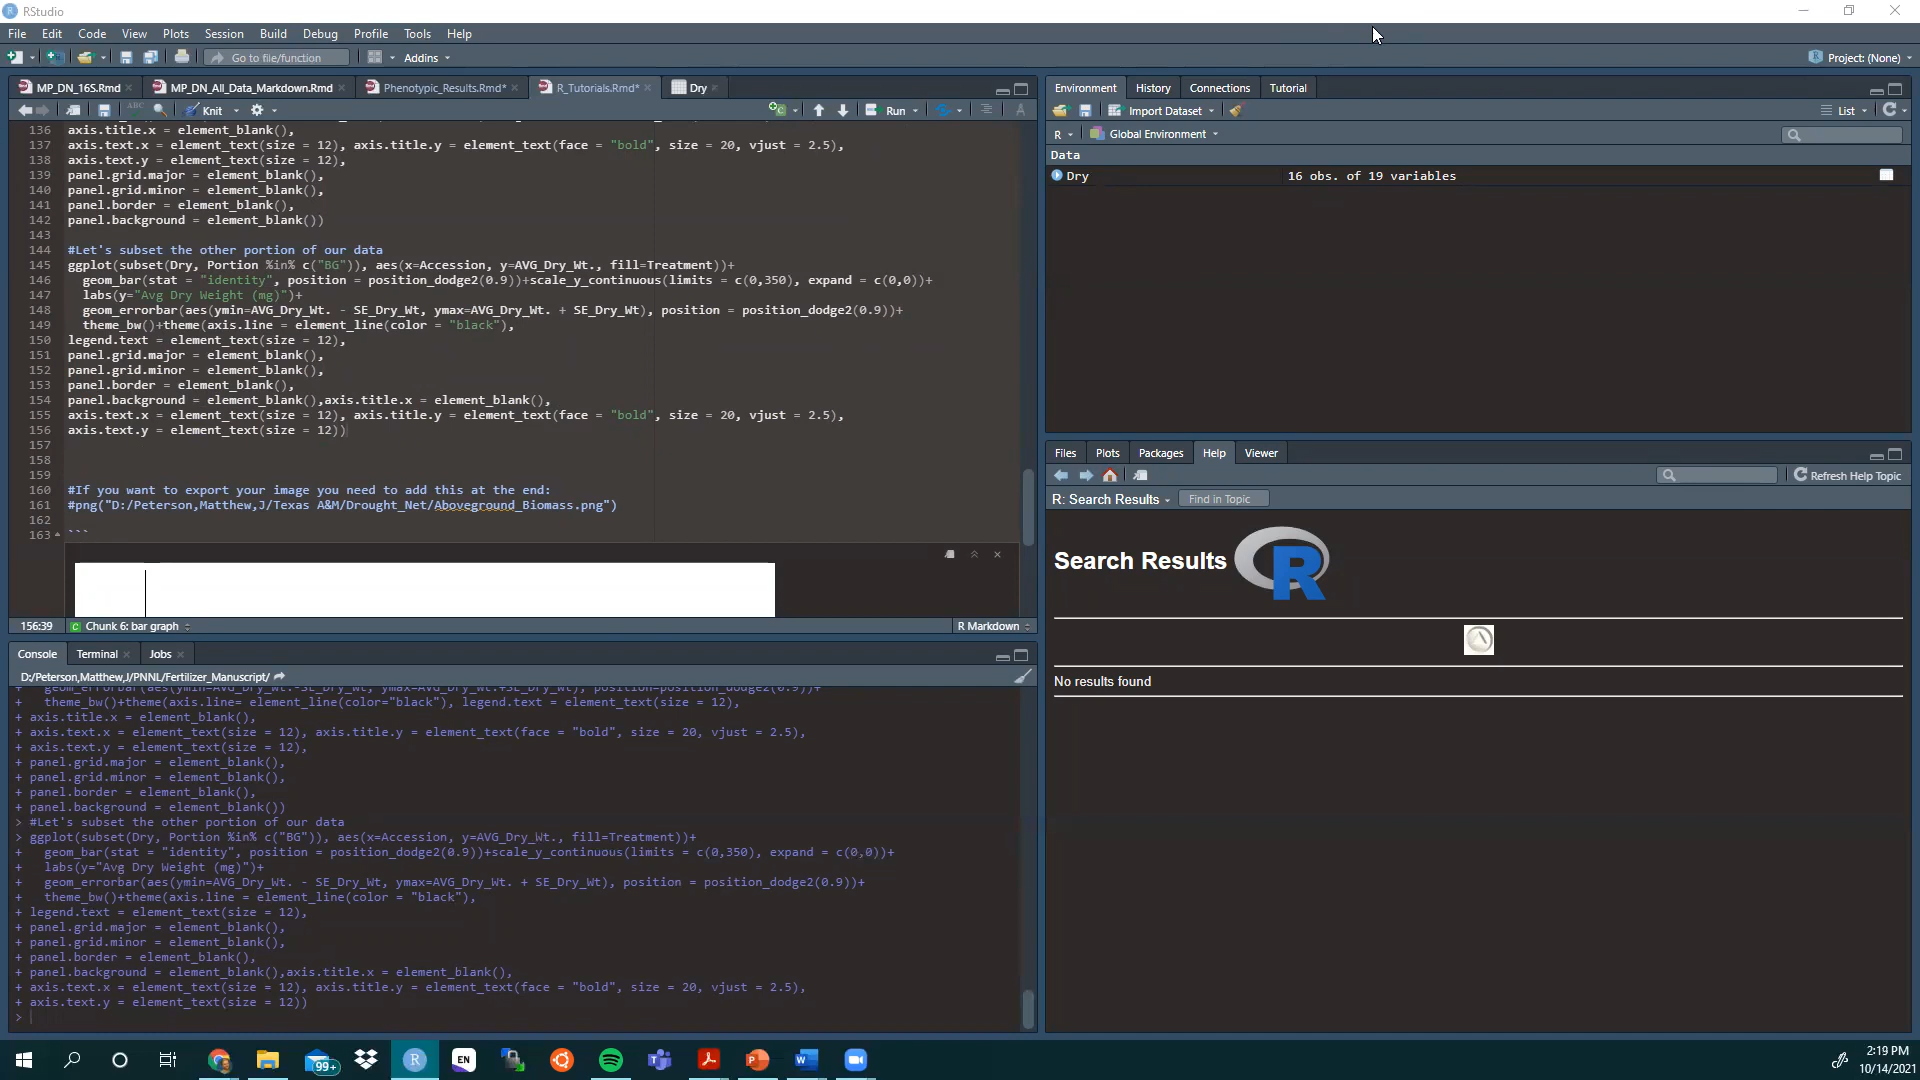 RStudio
File Edit Code View Plots Session Build Debug Profile Tools Help
Go to file/function Addins Project: (None)
MP_DN_16S.Rmd MP_DN_All_Data_Markdown.Rmd Phenotypic_Results.Rmd* R_Tutorials.Rmd* Dry
ABC Knit Run
136 axis.title.x = element_blank(),
137 axis.text.x = element_text(size = 12), axis.title.y = element_text(face = "bold", size = 20, vjust = 2.5),
138 axis.text.y = element_text(size = 12),
139 panel.grid.major = element_blank(),
140 panel.grid.minor = element_blank(),
141 panel.border = element_blank(),
142 panel.background = element_blank())
143
144 #Let's subset the other portion of our data
145 ggplot(subset(Dry, Portion %in% c("BG")), aes(x=Accession, y=AVG_Dry_Wt., fill=Treatment))+
146 geom_bar(stat = "identity", position = position_dodge2(0.9))+scale_y_continuous(limits = c(0,350), expand = c(0,0))+
147 labs(y="Avg Dry Weight (mg)")+
148 geom_errorbar(aes(ymin=AVG_Dry_Wt. - SE_Dry_Wt, ymax=AVG_Dry_Wt. + SE_Dry_Wt), position = position_dodge2(0.9))+
149 theme_bw()+theme(axis.line = element_line(color = "black"),
150 legend.text = element_text(size = 12),
151 panel.grid.major = element_blank(),
152 panel.grid.minor = element_blank(),
153 panel.border = element_blank(),
154 panel.background = element_blank(),axis.title.x = element_blank(),
155 axis.text.x = element_text(size = 12), axis.title.y = element_text(face = "bold", size = 20, vjust = 2.5),
156 axis.text.y = element_text(size = 12))
157
158
159
160 #If you want to export your image you need to add this at the end:
161 #png("D:/Peterson,Matthew,J/Texas A&M/Drought_Net/Aboveground_Biomass.png")
162
163 ```
156:39 Chunk 6: bar graph R Markdown
Console Terminal Jobs
D:/Peterson,Matthew,J/PNNL/Fertilizer_Manuscript/
+ geom_errorbar(aes(ymin=AVG_Dry_Wt.-SE_Dry_Wt, ymax=AVG_Dry_Wt.+SE_Dry_Wt), position=position_dodge2(0.9))+
+ theme_bw()+theme(axis.line= element_line(color="black"), legend.text = element_text(size = 12),
+ axis.title.x = element_blank(),
+ axis.text.x = element_text(size = 12), axis.title.y = element_text(face = "bold", size = 20, vjust = 2.5),
+ axis.text.y = element_text(size = 12),
+ panel.grid.major = element_blank(),
+ panel.grid.minor = element_blank(),
+ panel.border = element_blank(),
+ panel.background = element_blank())
> #Let's subset the other portion of our data
> ggplot(subset(Dry, Portion %in% c("BG")), aes(x=Accession, y=AVG_Dry_Wt., fill=Treatment))+
+ geom_bar(stat = "identity", position = position_dodge2(0.9))+scale_y_continuous(limits = c(0,350), expand = c(0,0))+
+ labs(y="Avg Dry Weight (mg)")+
+ geom_errorbar(aes(ymin=AVG_Dry_Wt. - SE_Dry_Wt, ymax=AVG_Dry_Wt. + SE_Dry_Wt), position = position_dodge2(0.9))+
+ theme_bw()+theme(axis.line = element_line(color = "black"),
+ legend.text = element_text(size = 12),
+ panel.grid.major = element_blank(),
+ panel.grid.minor = element_blank(),
+ panel.border = element_blank(),
+ panel.background = element_blank(),axis.title.x = element_blank(),
+ axis.text.x = element_text(size = 12), axis.title.y = element_text(face = "bold", size = 20, vjust = 2.5),
+ axis.text.y = element_text(size = 12))
>
Environment History Connections Tutorial
Import Dataset List
R Global Environment
Data
Dry 16 obs. of 19 variables
Files Plots Packages Help Viewer
Refresh Help Topic
R: Search Results Find in Topic
Search Results R
No results found
99+ R EN
2:19 PM
10/14/2021